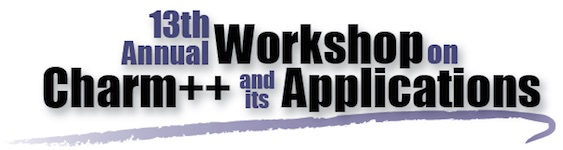 13th Annual Workshop on
Charm++ and its Applications